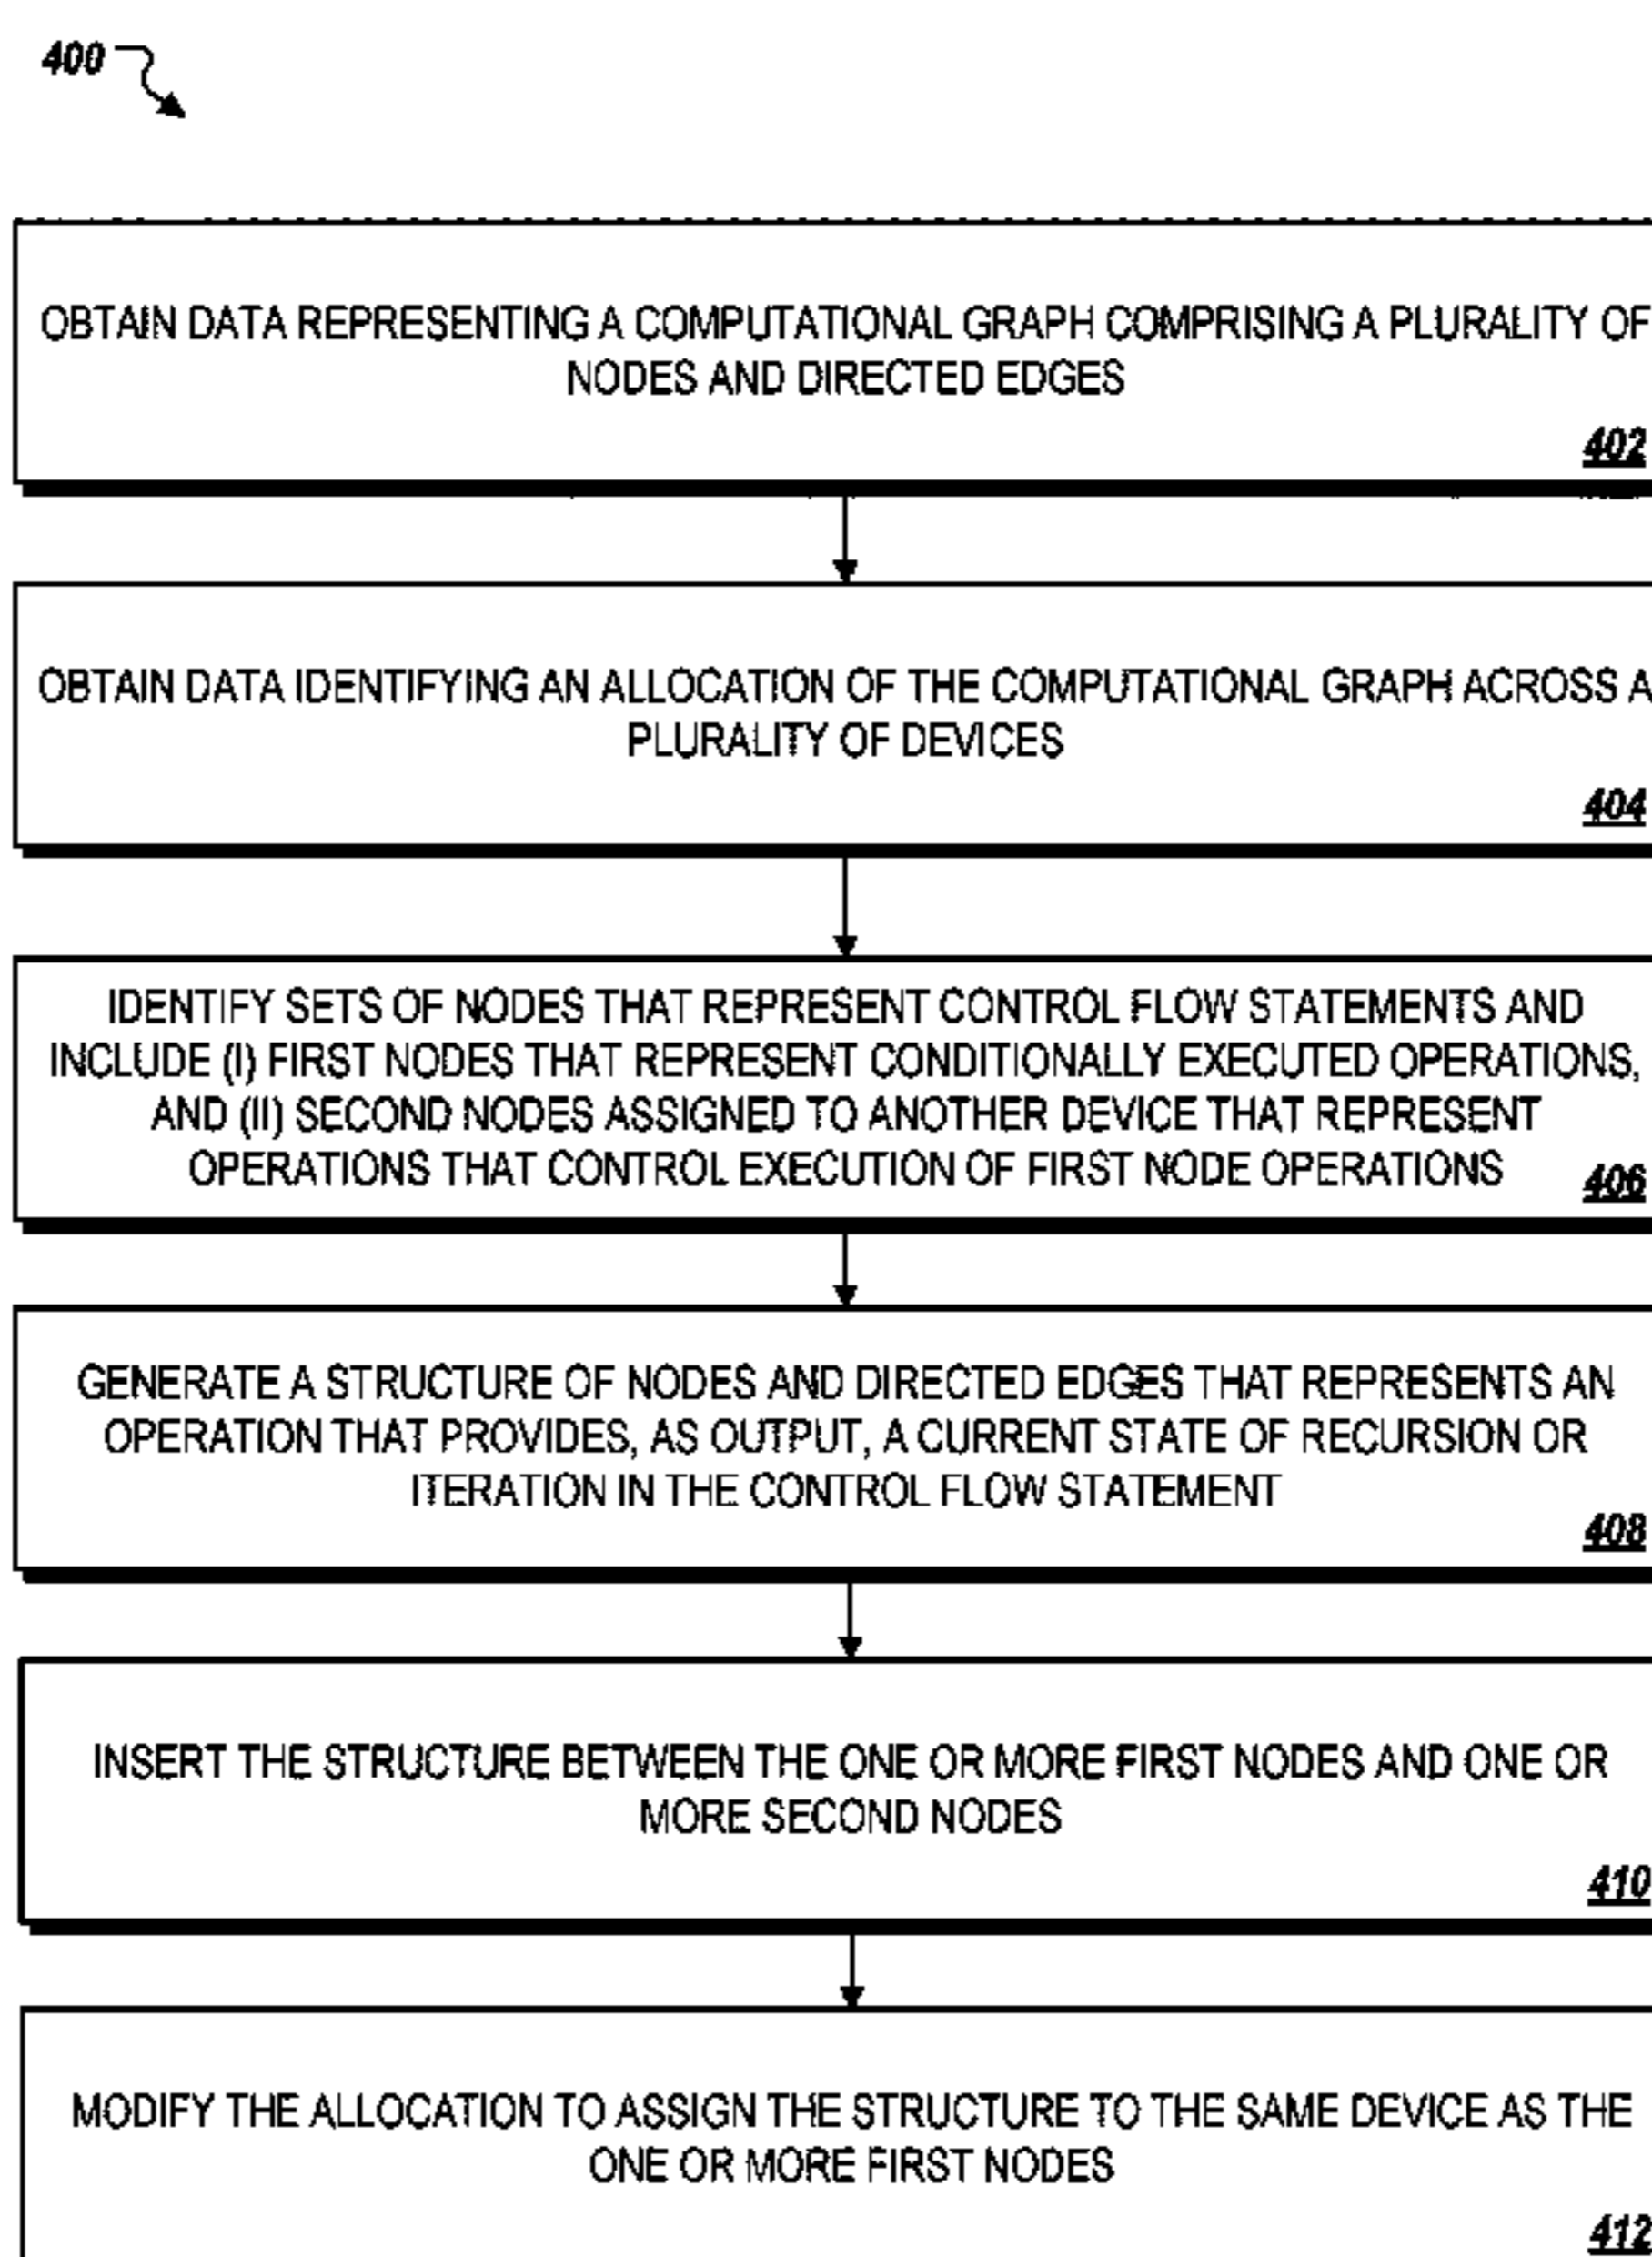 400
OBTAIN DATA REPRESENTING A COMPUTATIONAL GRAPH COMPRISING A PLURALITY OF
NODES AND DIRECTED EDGES
402
OBTAIN DATA IDENTIFYING AN ALLOCATION OF THE COMPUTATIONAL GRAPH ACROSS A
PLURALITY OF DEVICES
404
IDENTIFY SETS OF NODES THAT REPRESENT CONTROL FLOW STATEMENTS AND
INCLUDE (I) FIRST NODES THAT REPRESENT CONDITIONALLY EXECUTED OPERATIONS,
AND (II) SECOND NODES ASSIGNED TO ANOTHER DEVICE THAT REPRESENT
OPERATIONS THAT CONTROL EXECUTION OF FIRST NODE OPERATIONS
406
GENERATE A STRUCTURE OF NODES AND DIRECTED EDGES THAT REPRESENTS AN
OPERATION THAT PROVIDES, AS OUTPUT, A CURRENT STATE OF RECURSION OR
ITERATION IN THE CONTROL FLOW STATEMENT
408
INSERT THE STRUCTURE BETWEEN THE ONE OR MORE FIRST NODES AND ONE OR
MORE SECOND NODES
410
MODIFY THE ALLOCATION TO ASSIGN THE STRUCTURE TO THE SAME DEVICE AS THE
ONE OR MORE FIRST NODES
412